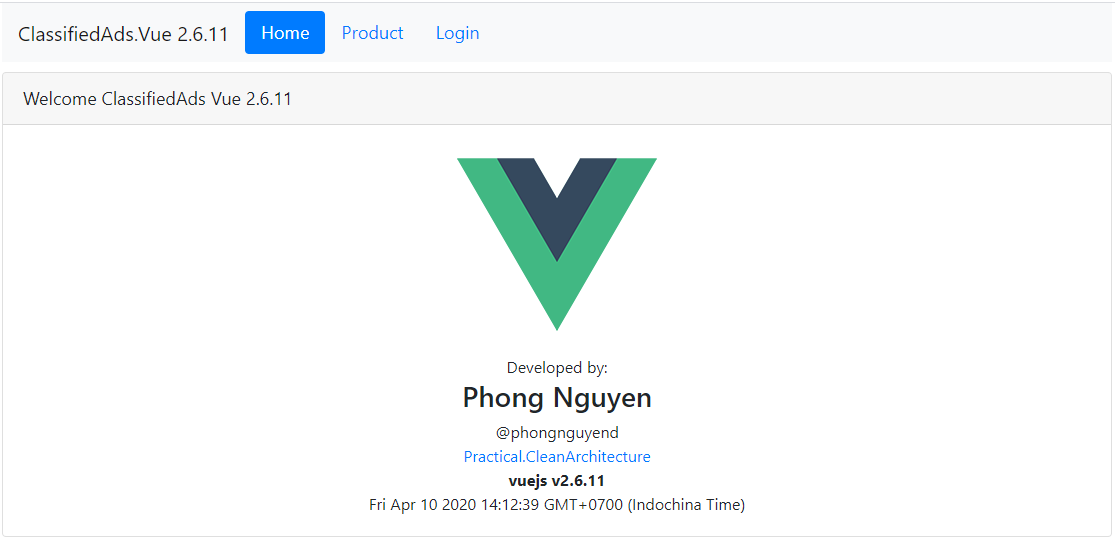 ClassifiedAds.Vue 2.6.11 Home Product Login
Welcome ClassifiedAds Vue 2.6.11
Developed by:
Phong Nguyen
@phongnguyend
Practical.CleanArchitecture
vuejs v2.6.11
Fri Apr 10 2020 14:12:39 GMT+0700 (Indochina Time)